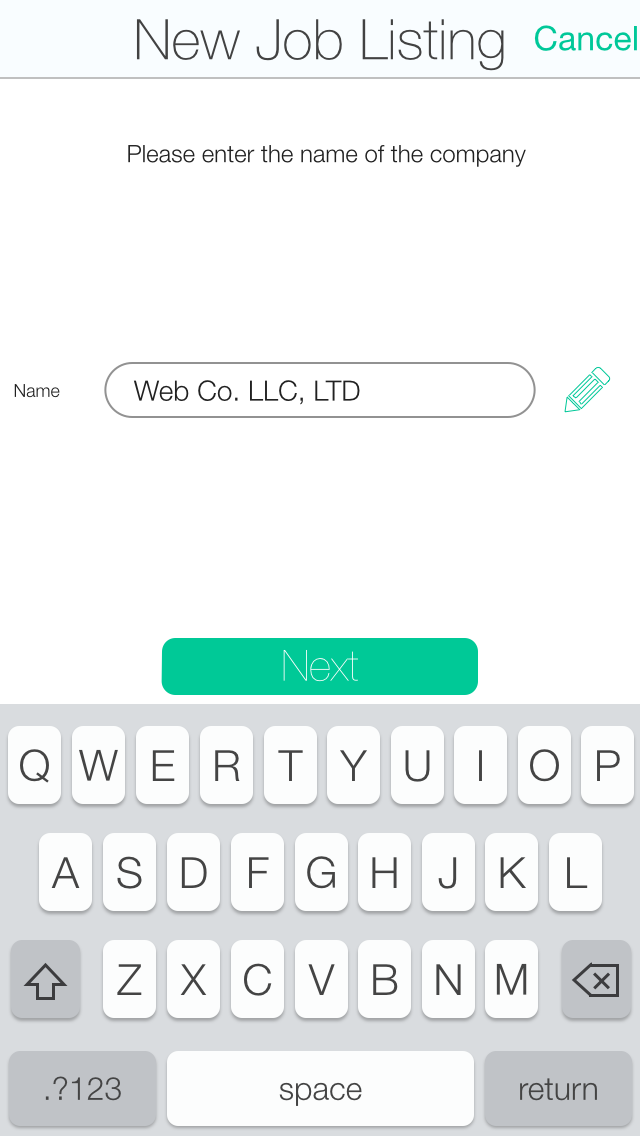 New Job Listing Cancel
Please enter the name of the company
Name Web Co. LLC, LTD
Next
Q W E R T Y U I O P
A S D F G H J K L
Z X C V B N M
.?123 space return